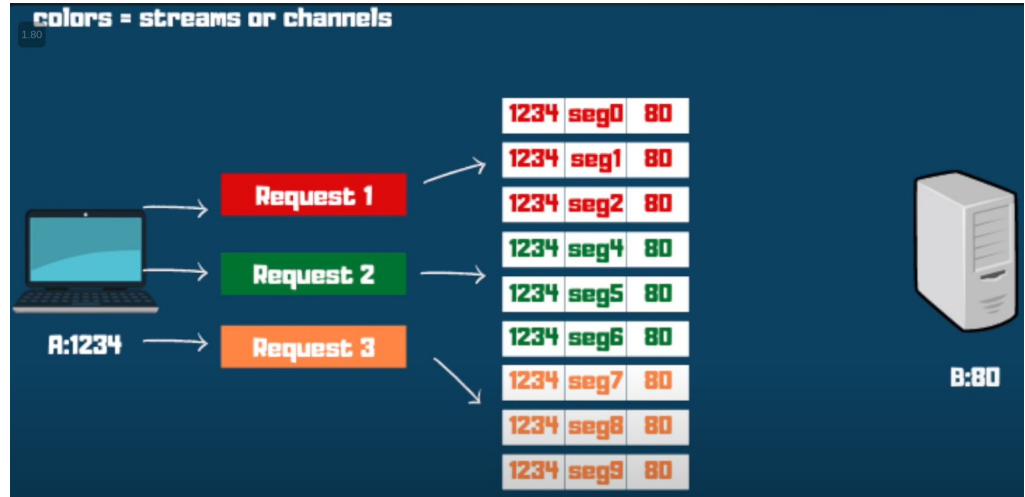 colors = streams or channels
1.80
1234 seg0 80
1234 seg1 80
Request 1
1234 seg2 80
1234 seg4 80
Request 2
1234 seg5 80
A:1234
1234 seg6 80
Request 3
1234 seg7 80
B:80
1234 seg8 80
1234 seg9 80